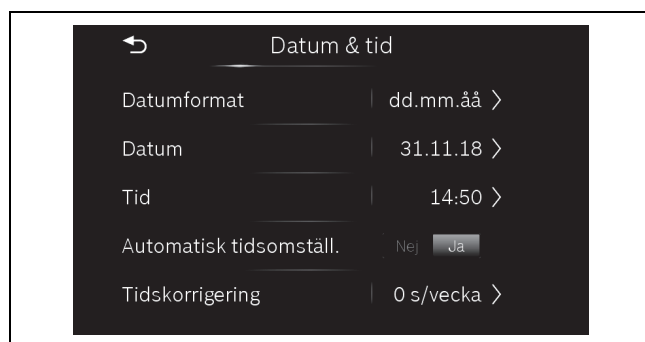 Datum & tid
Datumformat dd.mm.åå
Datum 31.11.18
Tid 14:50
Automatisk tidsomställ. Nej Ja
Tidskorrigering 0 s/vecka